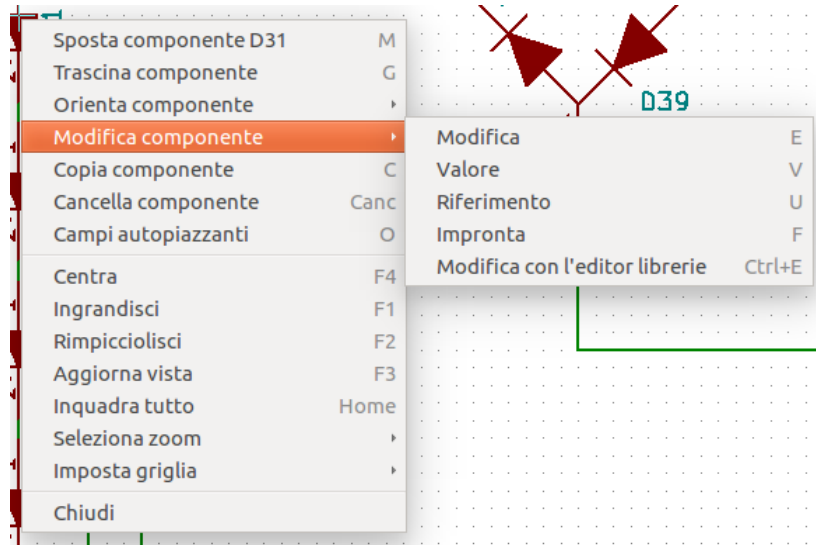 Sposta componente D31 M
Trascina componente G
Orienta componente
Modifica componente
Copia componente C
Cancella componente Canc
Campi autopiazzanti O
Centra F4
Ingrandisci F1
Rimpicciolisci F2
Aggiorna vista F3
Inquadra tutto Home
Seleziona zoom
Imposta griglia
Chiudi
D39
Modifica E
Valore V
Riferimento U
Impronta F
Modifica con l'editor librerie Ctrl+E